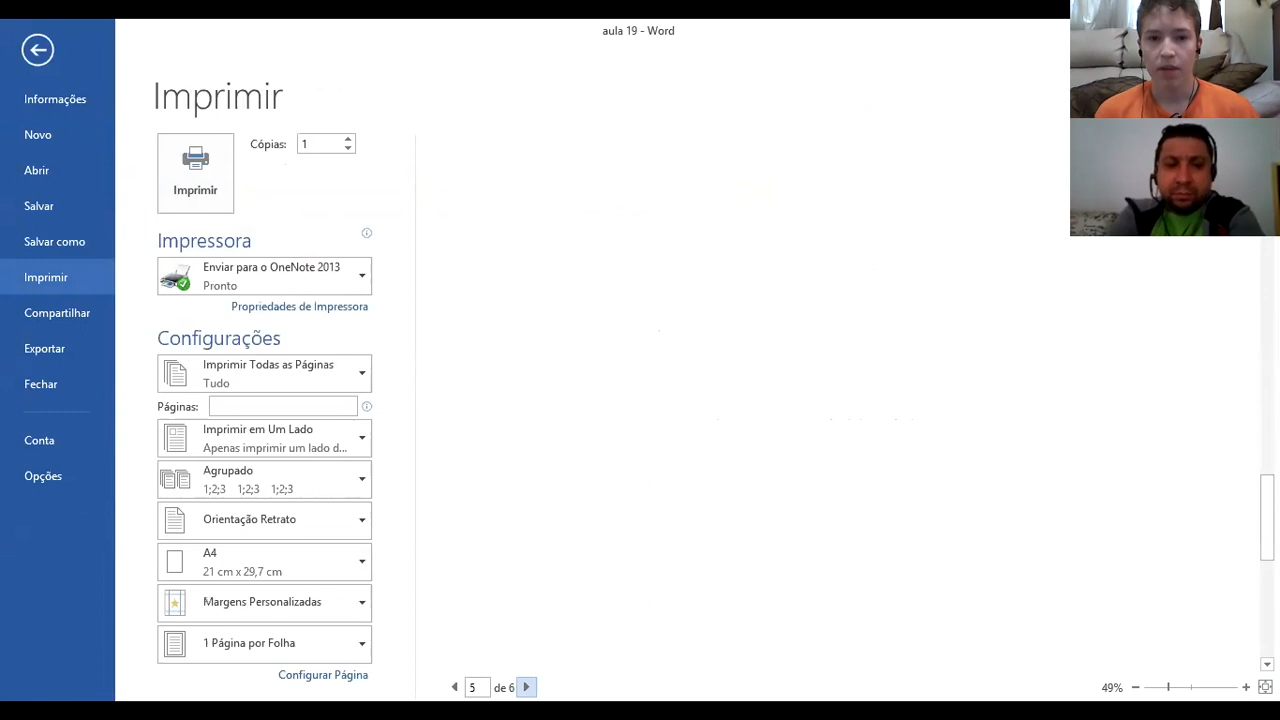 aula 19 - Word
Informações
Novo
Abrir
Salvar
Salvar como
Imprimir
Compartilhar
Exportar
Fechar
Conta
Opções
Imprimir
Imprimir
Cópias: 1
Impressora
Enviar para o OneNote 2013
Pronto
Propriedades de Impressora
Configurações
Imprimir Todas as Páginas
Tudo
Páginas:
Imprimir em Um Lado
Apenas imprimir um lado d...
Agrupado
1;2;3 1;2;3 1;2;3
Orientação Retrato
A4
21 cm x 29,7 cm
Margens Personalizadas
1 Página por Folha
Configurar Página
5 de 6
49%